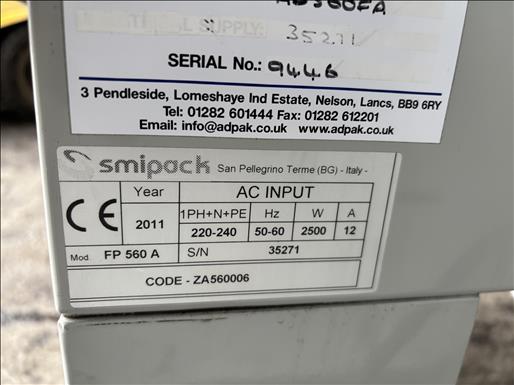 35271
SERIAL No.: 9446
3 Pendleside, Lomeshaye Ind Estate, Nelson, Lancs, BB9 6RY
Tel: 01282 601444 Fax: 01282 612201
Email: info@adpak.co.uk www.adpak.co.uk
smipack San Pellegrino Terme (BG) - Italy -
CE Year AC INPUT
2011 1PH+N+PE Hz W A
220-240 50-60 2500 12
Mod. FP 560 A S/N 35271
CODE - ZA560006